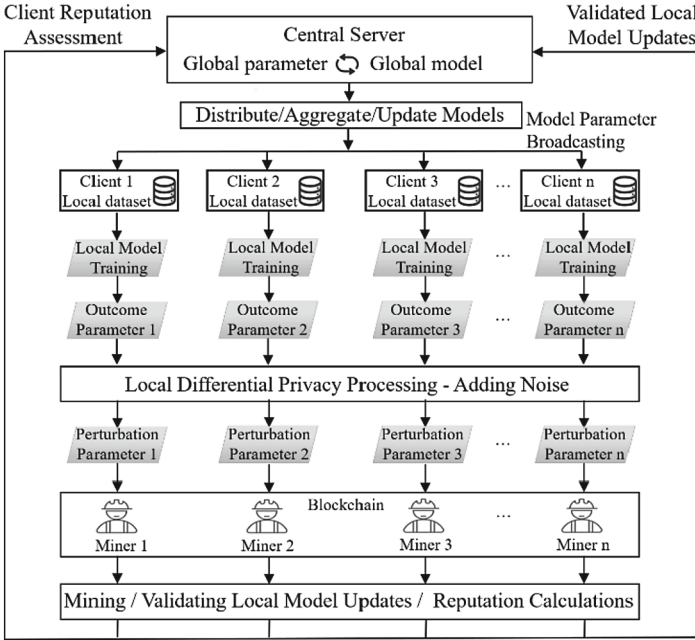 Client Reputation
Assessment
Validated Local
Model Updates
Central Server
Global parameter Global model
Distribute/Aggregate/Update Models
Model Parameter
Broadcasting
Client 1
Local dataset
Client 2
Local dataset
Client 3
Local dataset
...
Client n
Local dataset
Local Model
Training
Local Model
Training
Local Model
Training
...
Local Model
Training
Outcome
Parameter 1
Outcome
Parameter 2
Outcome
Parameter 3
...
Outcome
Parameter n
Local Differential Privacy Processing - Adding Noise
Perturbation
Parameter 1
Perturbation
Parameter 2
Perturbation
Parameter 3
...
Perturbation
Parameter n
Blockchain
Miner 1
Miner 2
Miner 3
...
Miner n
Mining / Validating Local Model Updates / Reputation Calculations